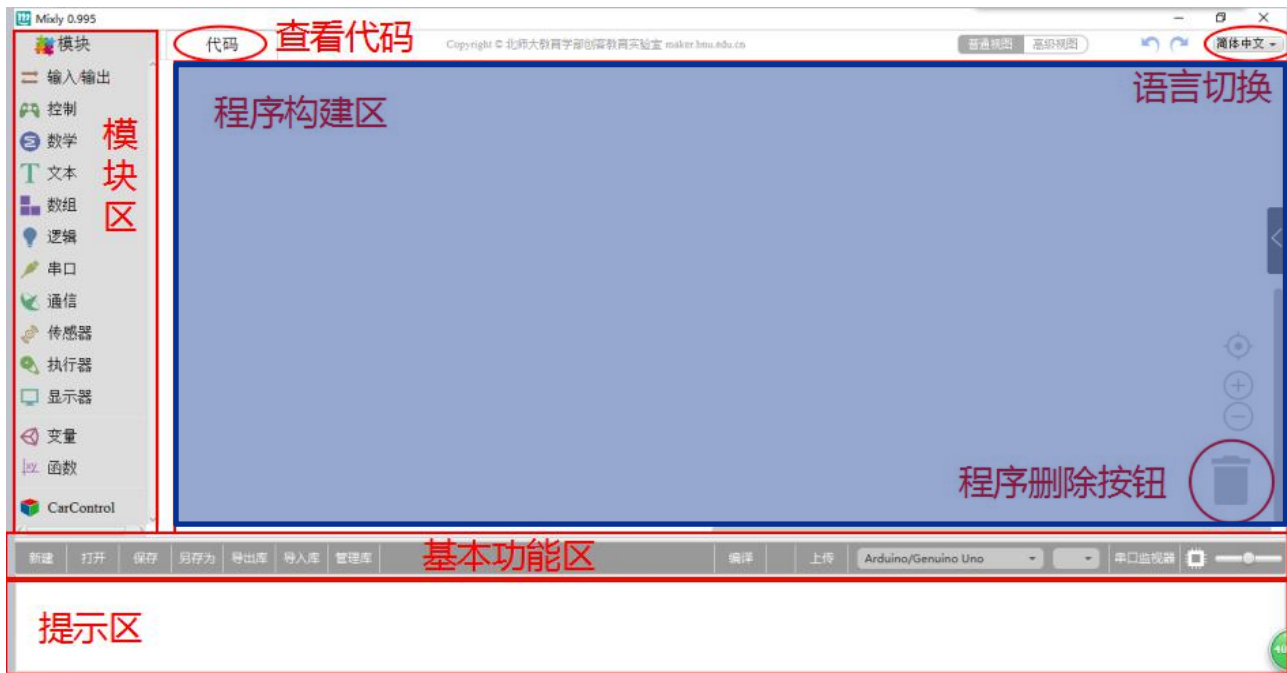 Mixly 0.995
模块
代码
查看代码
Copyright © 北师大教育学部创客教育实验室 maker.bnu.edu.cn
普通视图
高级视图
简体中文
语言切换
输入/输出
控制
数学
文本
数组
逻辑
串口
通信
传感器
执行器
显示器
变量
函数
CarControl
模块区
程序构建区
程序删除按钮
新建
打开
保存
另存为
导出库
导入库
管理库
基本功能区
编译
上传
Arduino/Genuino Uno
串口监视器
提示区
40